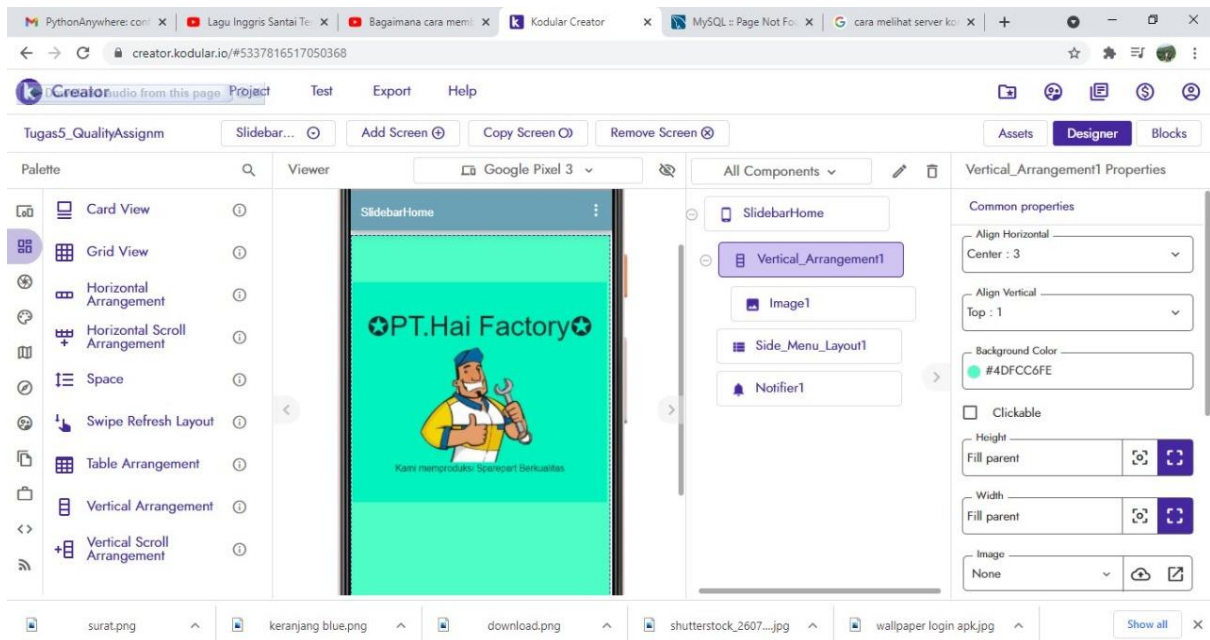 PythonAnywhere: con
Lagu Inggris Santai Te
Bagaimana cara mem
Kodular Creator
MySQL :: Page Not Fo
cara melihat server ko
creator.kodular.io/#5337816517050368
Creator
audio from this page
Project
Test
Export
Help
Tugas5_QualityAssignm
Slidebar...
Add Screen
Copy Screen
Remove Screen
Assets
Designer
Blocks
Palette
Viewer
Google Pixel 3
All Components
Vertical_Arrangement1 Properties
Card View
Grid View
Horizontal
Arrangement
Horizontal Scroll
Arrangement
Space
Swipe Refresh Layout
Table Arrangement
Vertical Arrangement
Vertical Scroll
Arrangement
SlidebarHome
✪PT.Hai Factory✪
Kami memproduksi Sparepart Berkualitas
SlidebarHome
Vertical_Arrangement1
Image1
Side_Menu_Layout1
Notifier1
Common properties
Align Horizontal
Center : 3
Align Vertical
Top : 1
Background Color
#4DFCC6FE
Clickable
Height
Fill parent
Width
Fill parent
Image
None
surat.png
keranjang blue.png
download.png
shutterstock_2607....jpg
wallpaper login apk.jpg
Show all